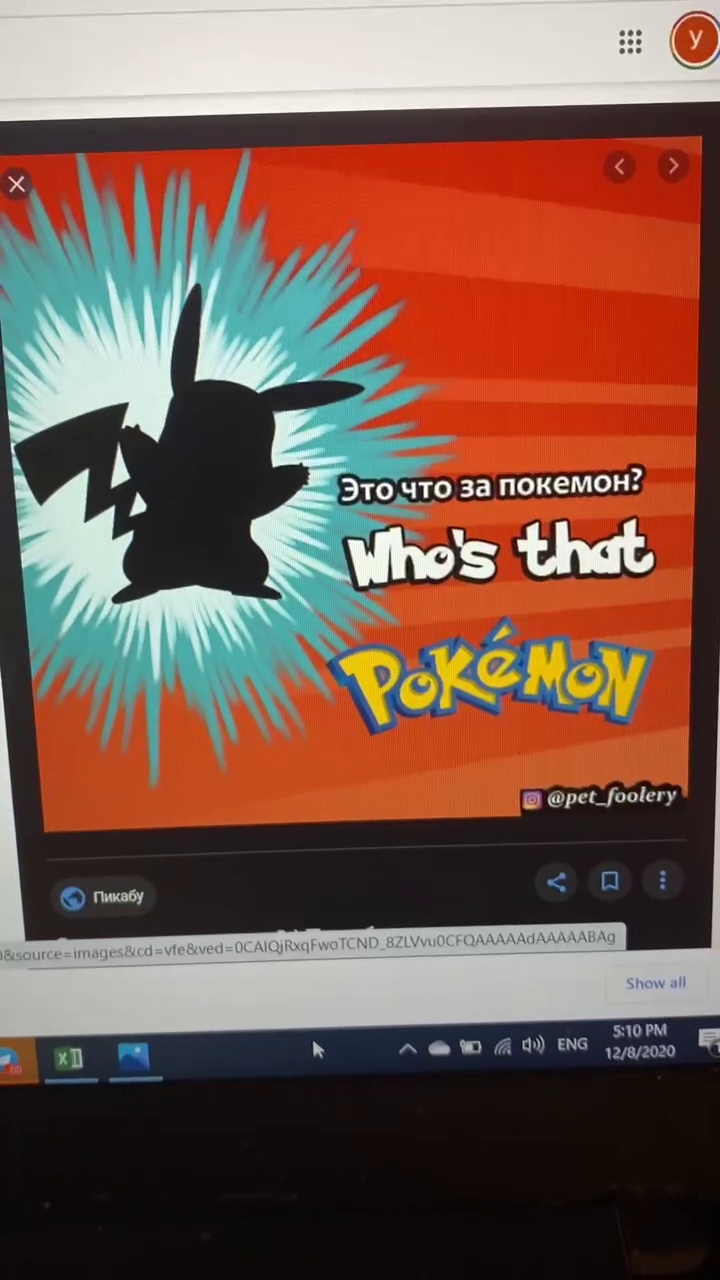 y
Это что за покемон?
Who's that
POKéMON
@pet_foolery
Пикабу
&source=images&cd=vfe&ved=0CAIQjRxqFwoTCND_8ZLVvu0CFQAAAAAdAAAAABAg
Show all
5:10 PM
ENG
12/8/2020